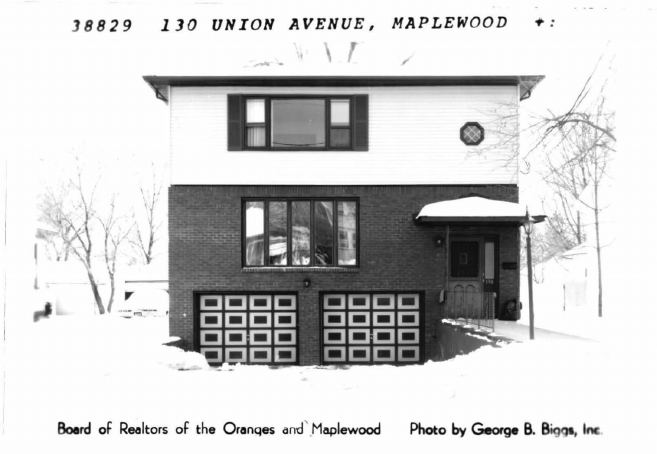 38829 130 UNION AVENUE, MAPLEWOOD +:
Board of Realtors of the Oranges and Maplewood Photo by George B. Biggs, Inc.